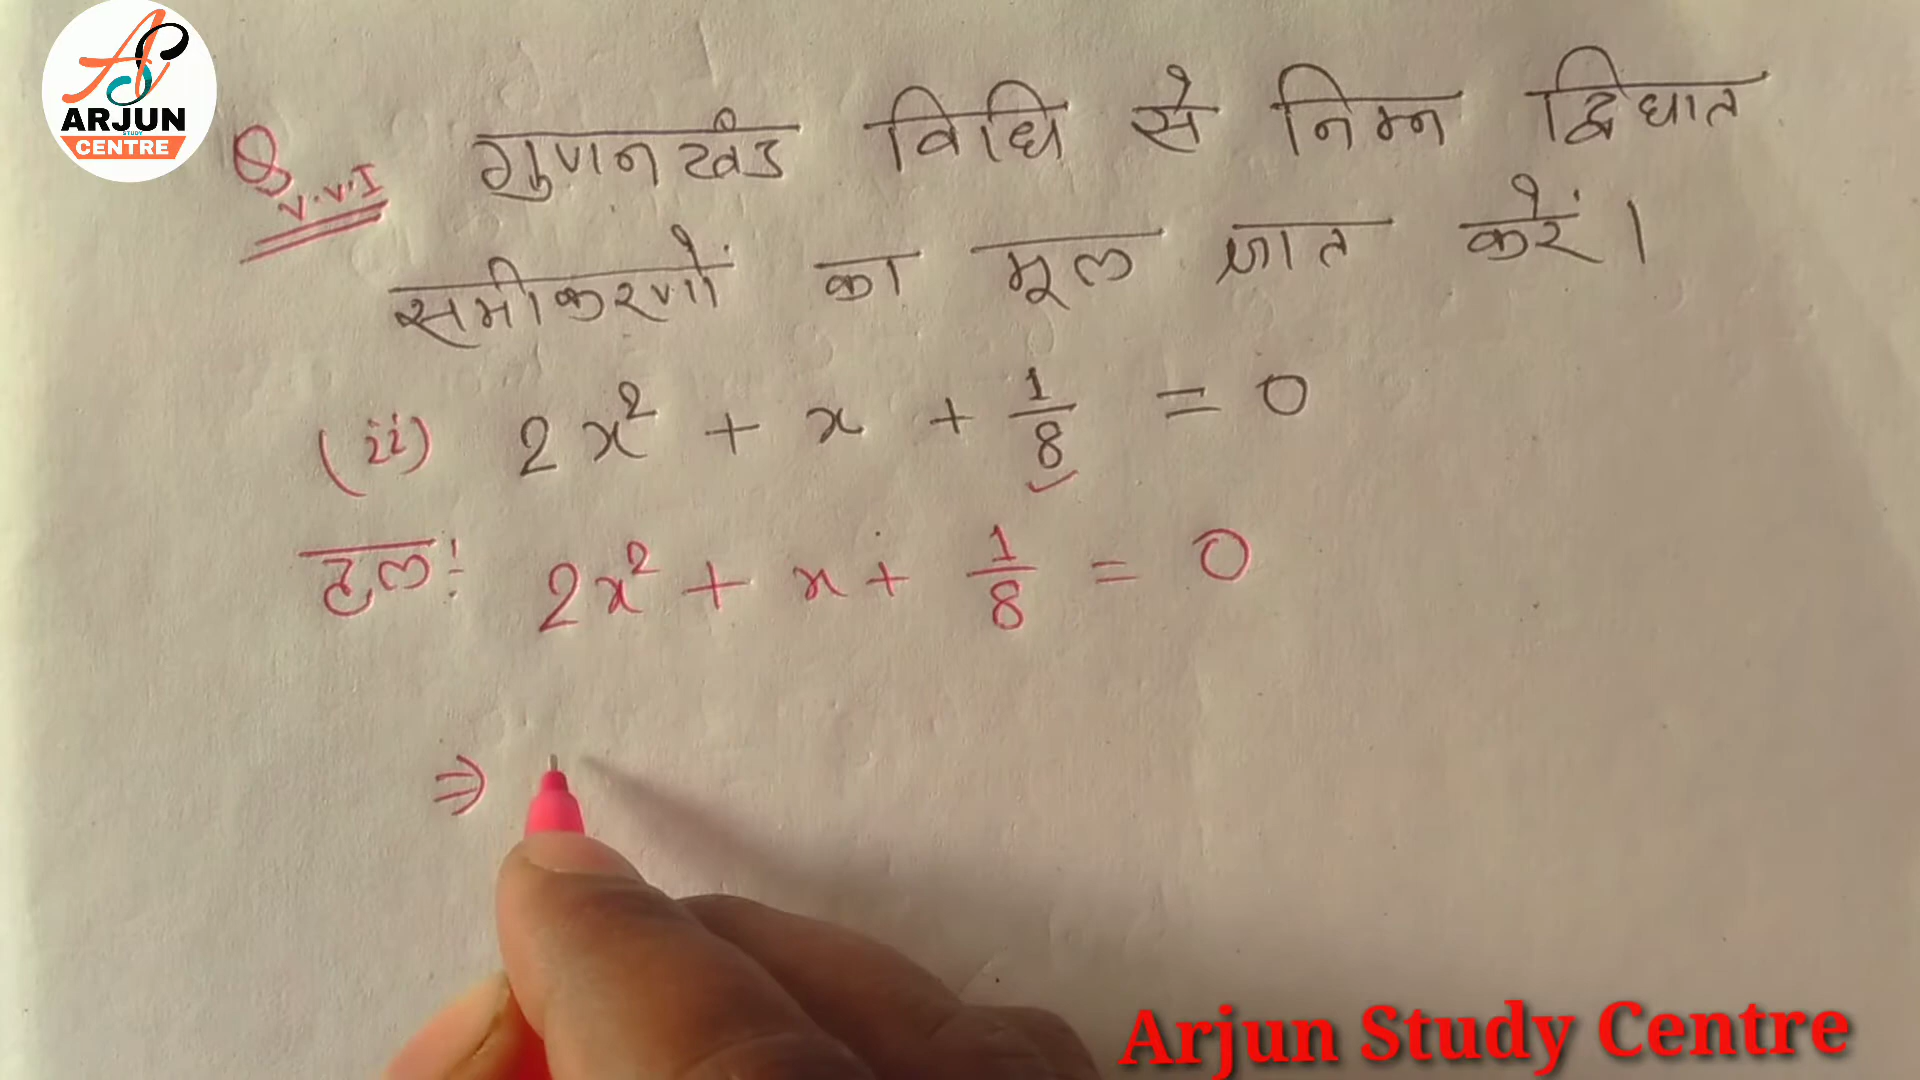 ARJUN
STUDY
CENTRE
Q V.V.I गुणनखंड विधि से निम्न द्विघात
समीकरणों का मूल ज्ञात करें।
(ii) 2x² + x + 1/8 = 0
हल: 2x² + x + 1/8 = 0
⇒
Arjun Study Centre